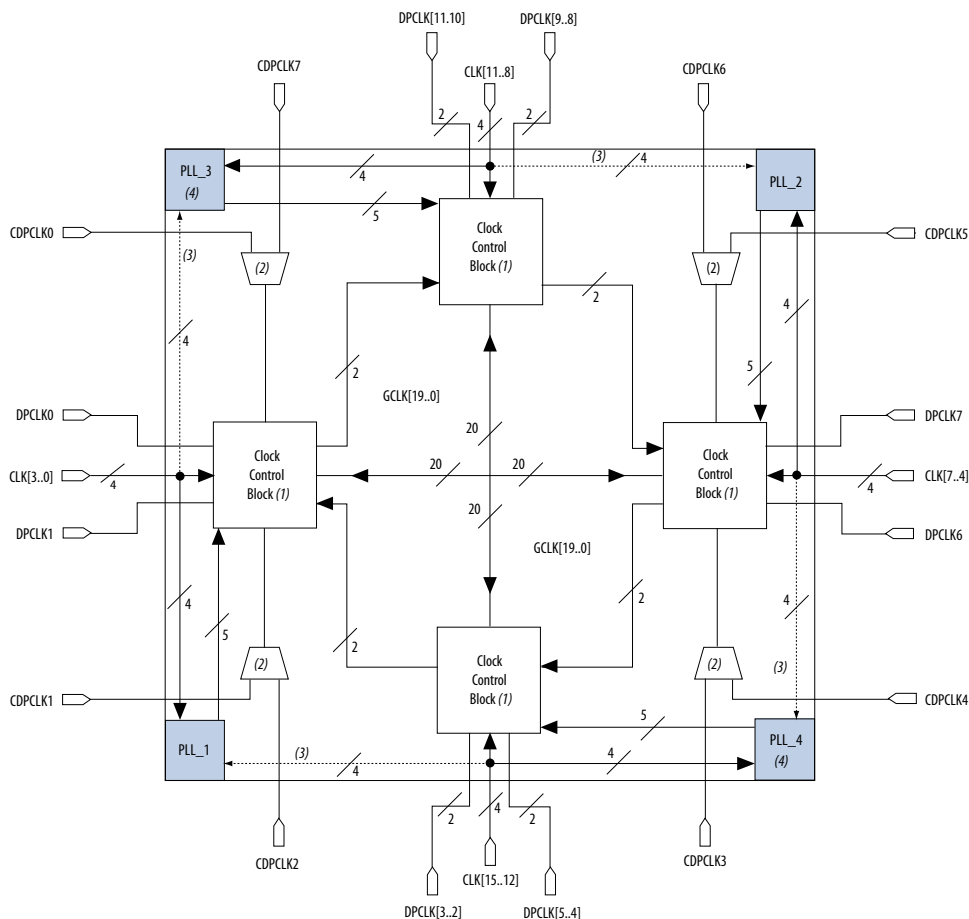 DPCLK[11.10]
DPCLK[9..8]
CDPCLK7
CLK[11..8]
CDPCLK6
2
4
2
PLL_3
(4)
4
(3)
4
PLL_2
5
CDPCLK0
(3)
(2)
Clock
Control
Block (1)
(2)
CDPCLK5
2
4
4
2
5
GCLK[19..0]
DPCLK0
20
DPCLK7
CLK[3..0]
4
Clock
Control
Block (1)
20
20
Clock
Control
Block (1)
4
CLK[7..4]
DPCLK1
20
DPCLK6
GCLK[19..0]
4
5
2
2
4
(2)
Clock
Control
Block (1)
(2)
(3)
CDPCLK1
CDPCLK4
5
PLL_1
(3)
4
4
PLL_4
(4)
2
4
2
CDPCLK2
CDPCLK3
CLK[15..12]
DPCLK[3..2]
DPCLK[5..4]